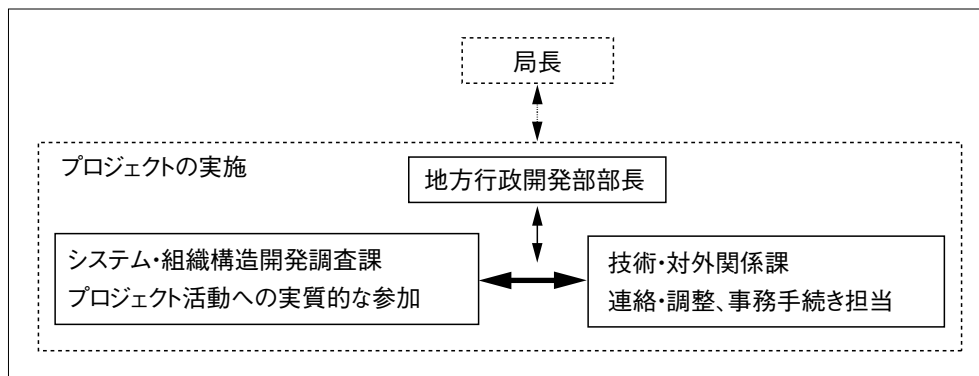 局長
プロジェクトの実施
地方行政開発部部長
システム・組織構造開発調査課
プロジェクト活動への実質的な参加
技術・対外関係課
連絡・調整、事務手続き担当